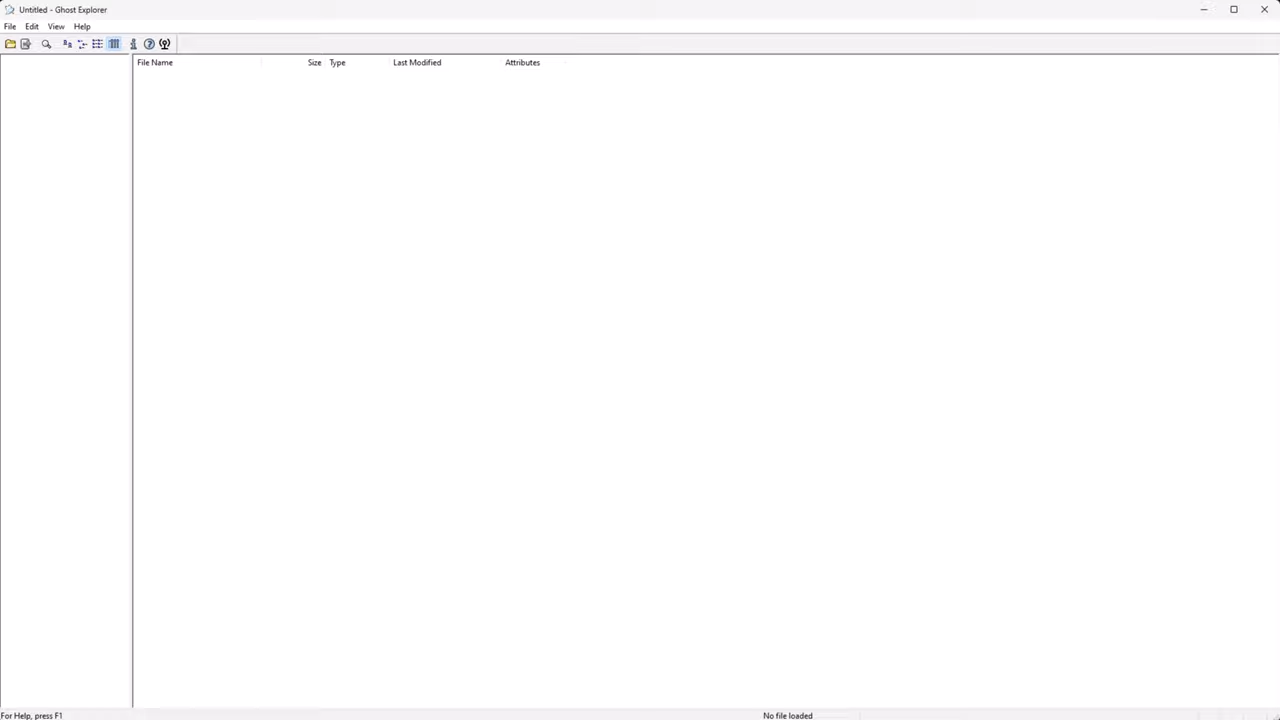 Untitled - Ghost Explorer
File Edit View Help
File Name Size Type Last Modified Attributes
For Help, press F1 No file loaded